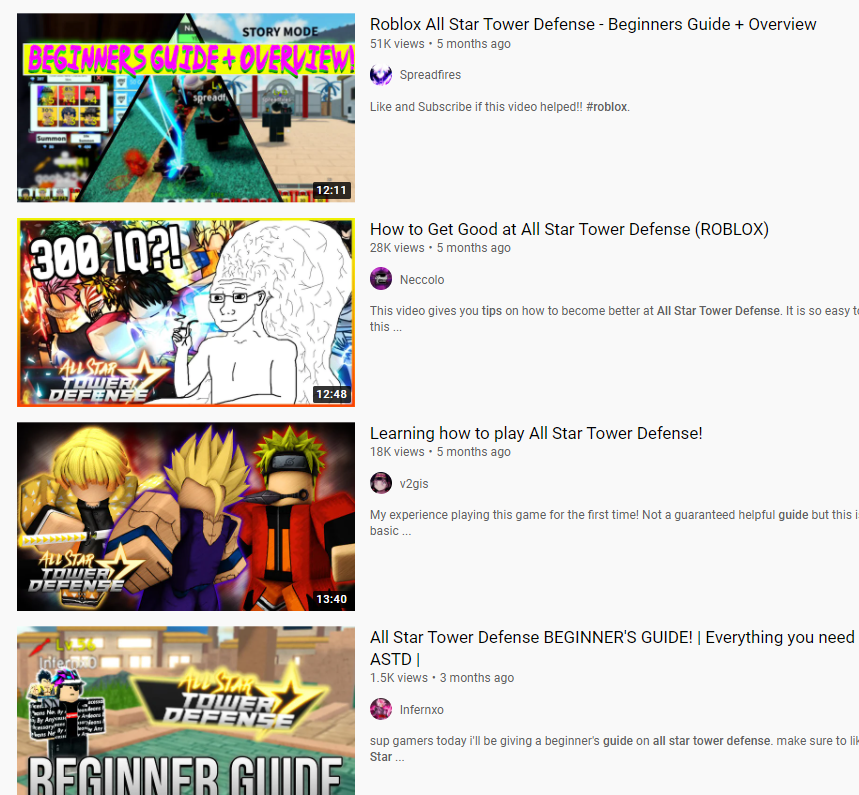 STORY MODE
BEGINNERS GUIDE + OVERVIEW!
spreadf
Summon
12:11
Roblox All Star Tower Defense - Beginners Guide + Overview
51K views • 5 months ago
Spreadfires
Like and Subscribe if this video helped!! #roblox.
300 IQ?!
ALL STAR
TOWER
DEFENSE
12:48
How to Get Good at All Star Tower Defense (ROBLOX)
28K views • 5 months ago
Neccolo
This video gives you tips on how to become better at All Star Tower Defense. It is so easy to
this ...
ALL STAR
TOWER
DEFENSE
13:40
Learning how to play All Star Tower Defense!
18K views • 5 months ago
v2gis
My experience playing this game for the first time! Not a guaranteed helpful guide but this i
basic ...
Lv.56
Infernx0
ALL STAR
TOWER
DEFENSE
BEGINNER GUIDE
All Star Tower Defense BEGINNER'S GUIDE! | Everything you need
ASTD |
1.5K views • 3 months ago
Infernxo
sup gamers today i'll be giving a beginner's guide on all star tower defense. make sure to lik
Star ...